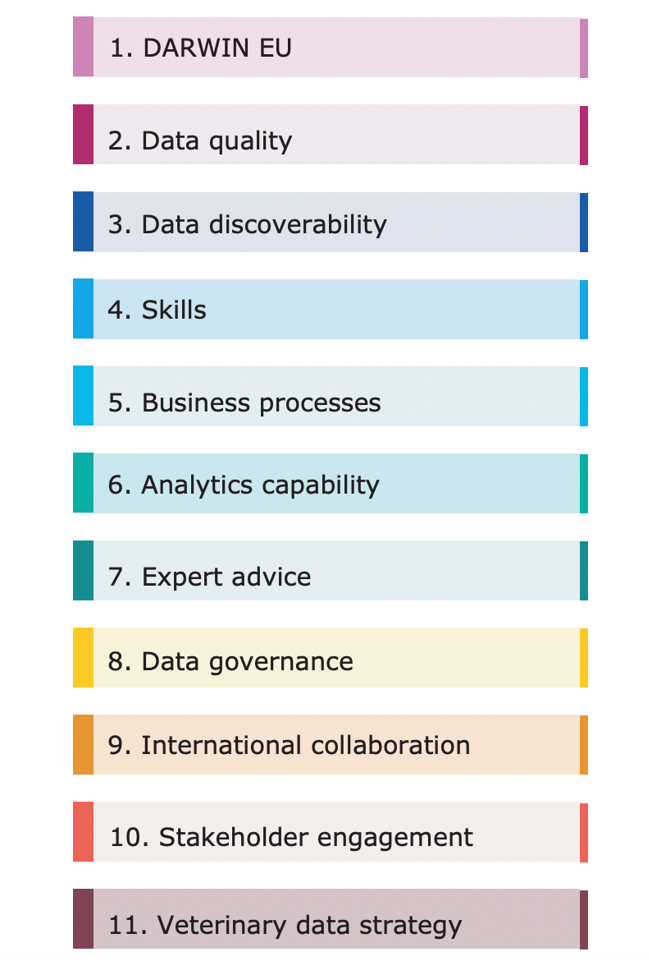 1. DARWIN EU
2. Data quality
3. Data discoverability
4. Skills
5. Business processes
6. Analytics capability
7. Expert advice
8. Data governance
9. International collaboration
10. Stakeholder engagement
11. Veterinary data strategy